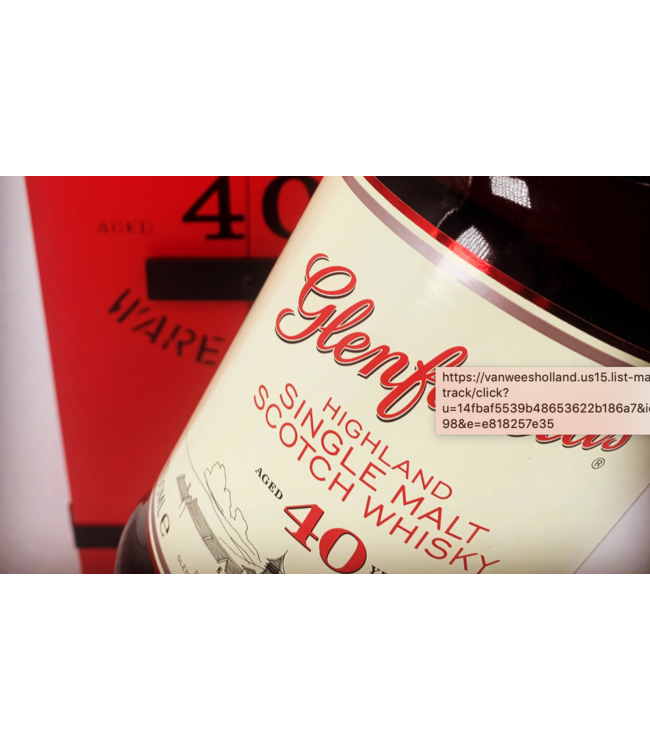 AGED 40
WARE
Glenf
HIGHLAND
SINGLE MALT
SCOTCH WHISKY
®
AGED
40 Y
https://vanweesholland.us15.list-ma
track/click?
u=14fbaf5539b48653622b186a7&i
98&e=e818257e35